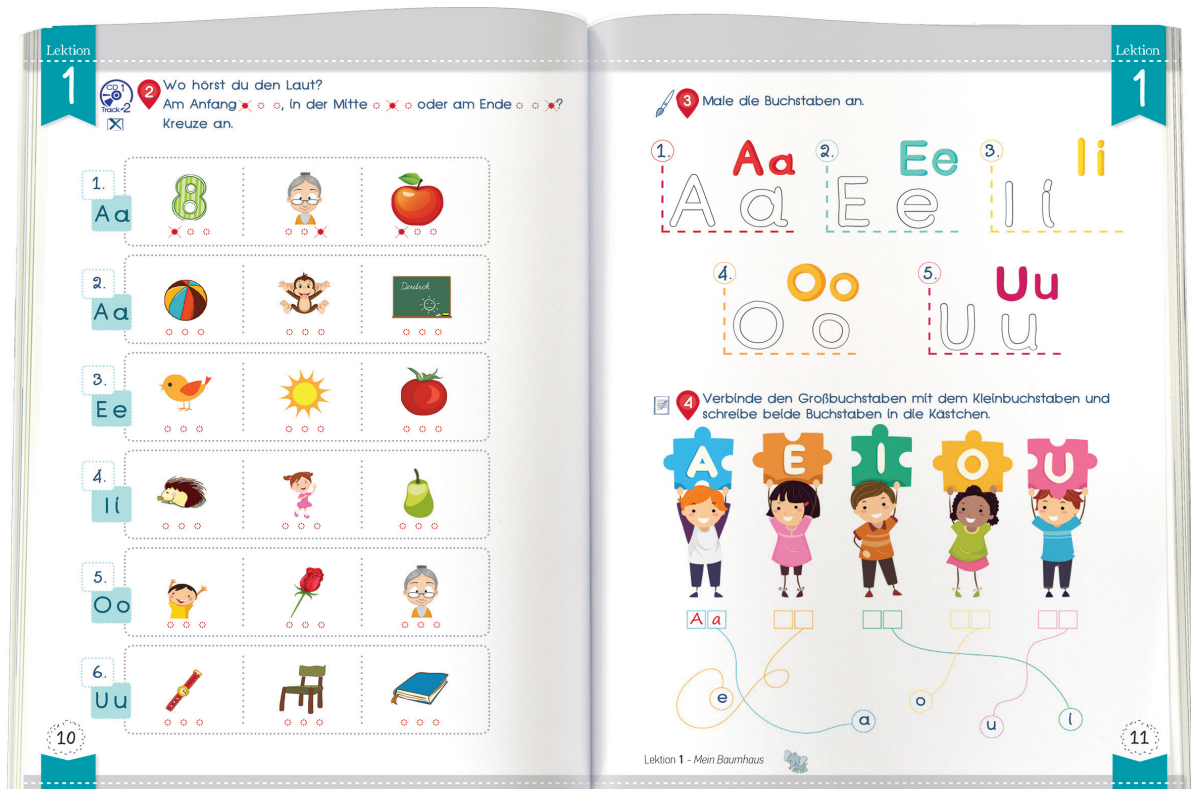 Lektion
1
CD 1
Track 2
2
Wo hörst du den Laut?
Am Anfang, in der Mitte oder am Ende?
Kreuze an.
1.
Aa
8
2.
Aa
Deutsch
3.
Ee
4.
Ii
5.
Oo
6.
Uu
10
Lektion
1
3 Male die Buchstaben an.
1. Aa
Aa
2. Ee
Ee
3. Ii
Ii
4. Oo
Oo
5. Uu
Uu
4 Verbinde den Großbuchstaben mit dem Kleinbuchstaben und
schreibe beide Buchstaben in die Kästchen.
A E I O U
A a
e a o u i
Lektion 1 - Mein Baumhaus
11